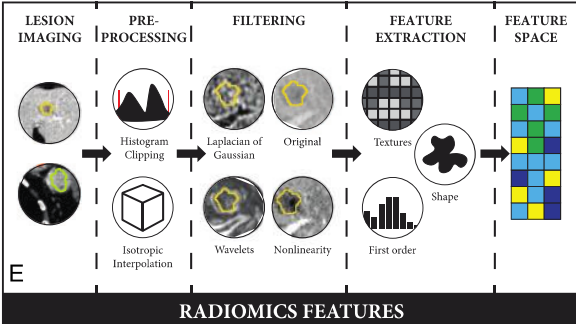 LESION
IMAGING
PRE-
PROCESSING
FILTERING
FEATURE
EXTRACTION
FEATURE
SPACE
Histogram
Clipping
Laplacian of
Gaussian
Original
Textures
Shape
Isotropic
Interpolation
Wavelets
Nonlinearity
First order
E
RADIOMICS FEATURES